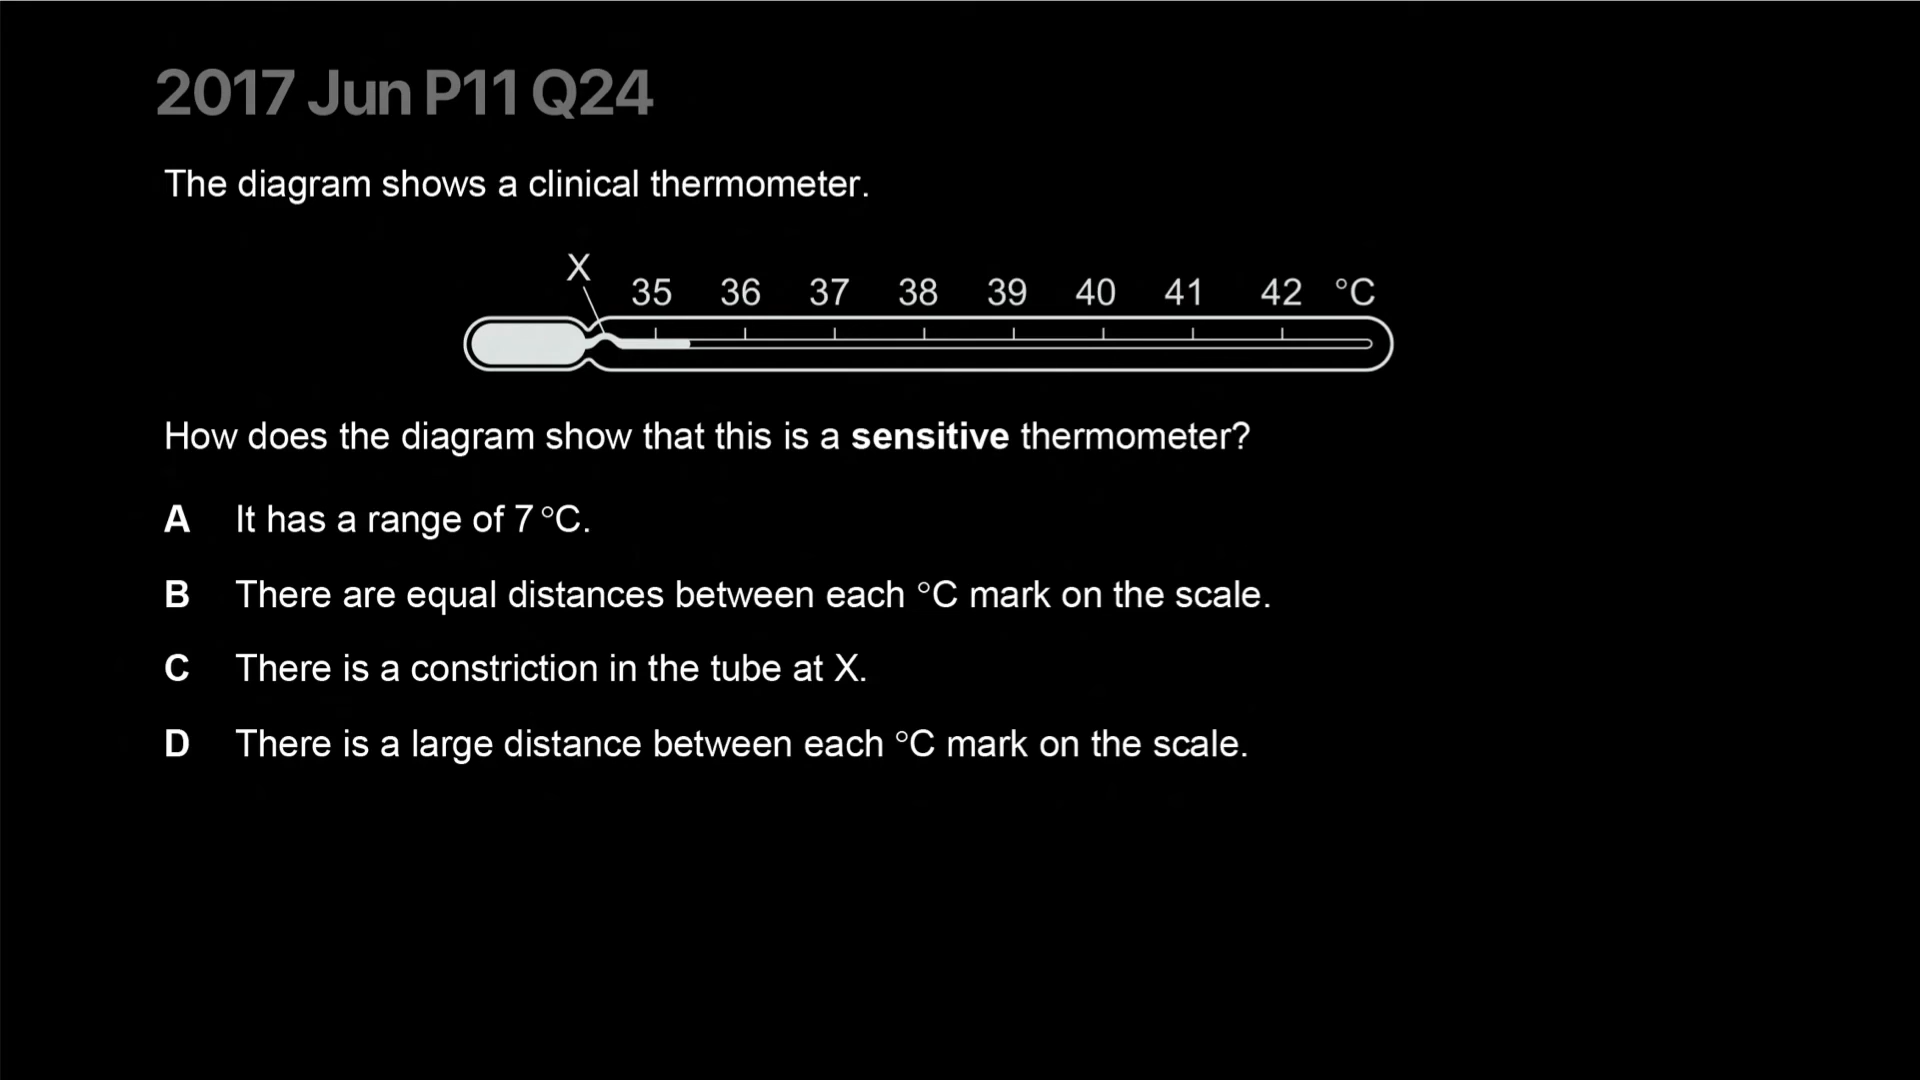 2017 Jun P11 Q24
The diagram shows a clinical thermometer.
X
35 36 37 38 39 40 41 42 °C
How does the diagram show that this is a sensitive thermometer?
A It has a range of 7 °C.
B There are equal distances between each °C mark on the scale.
C There is a constriction in the tube at X.
D There is a large distance between each °C mark on the scale.